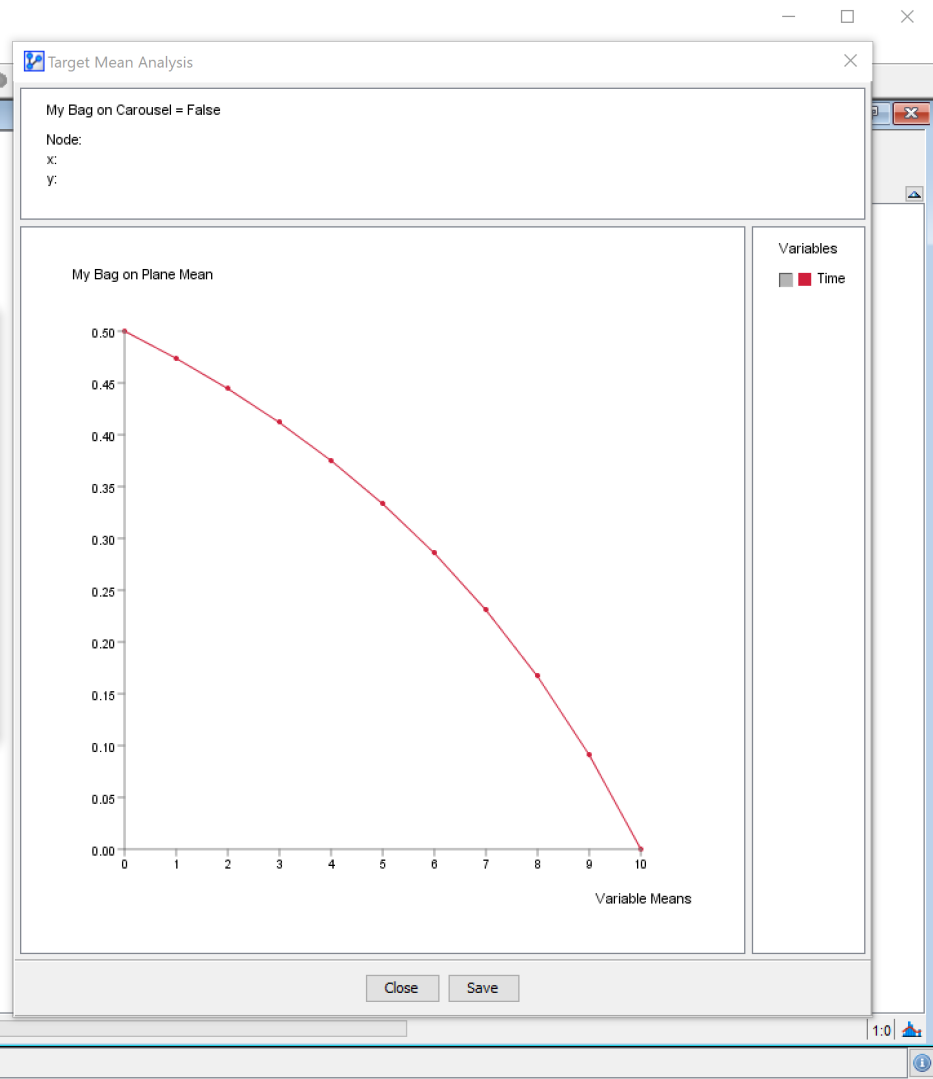 Target Mean Analysis
My Bag on Carousel = False
Node:
x:
y:
My Bag on Plane Mean
0.50
0.45
0.40
0.35
0.30
0.25
0.20
0.15
0.10
0.05
0.00
0 1 2 3 4 5 6 7 8 9 10
Variable Means
Variables
Time
Close Save
1:0